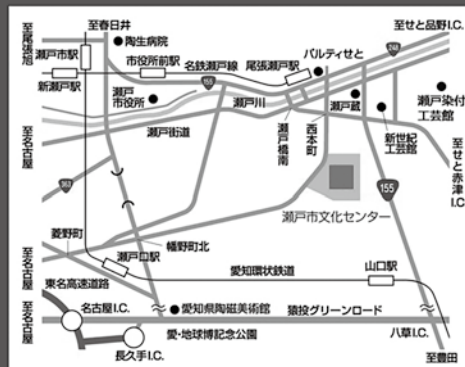 至春日井
至せと品野I.C.
至尾張旭
陶生病院
瀬戸市駅
市役所前駅
名鉄瀬戸線
尾張瀬戸駅
パルティせと
248
新瀬戸駅
155
瀬戸市役所
瀬戸川
瀬戸蔵
瀬戸染付
工芸館
至名古屋
瀬戸街道
瀬戸橋南
西本町
新世紀
工芸館
至せと赤津I.C.
363
155
瀬戸市文化センター
菱野町
幡野町北
瀬戸口駅
至名古屋
愛知環状鉄道
山口駅
東名高速道路
名古屋I.C.
愛知県陶磁美術館
猿投グリーンロード
至名古屋
愛・地球博記念公園
八草I.C.
長久手I.C.
至豊田